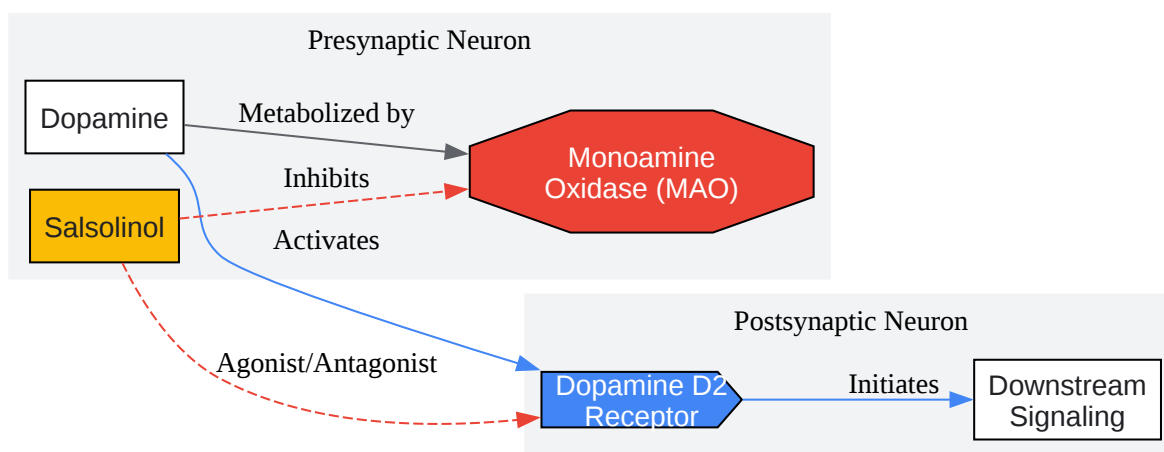 Presynaptic Neuron
Dopamine
Metabolized by
Monoamine
Oxidase (MAO)
Inhibits
Salsolinol
Activates
Postsynaptic Neuron
Agonist/Antagonist
Dopamine D2
Receptor
Initiates
Downstream
Signaling